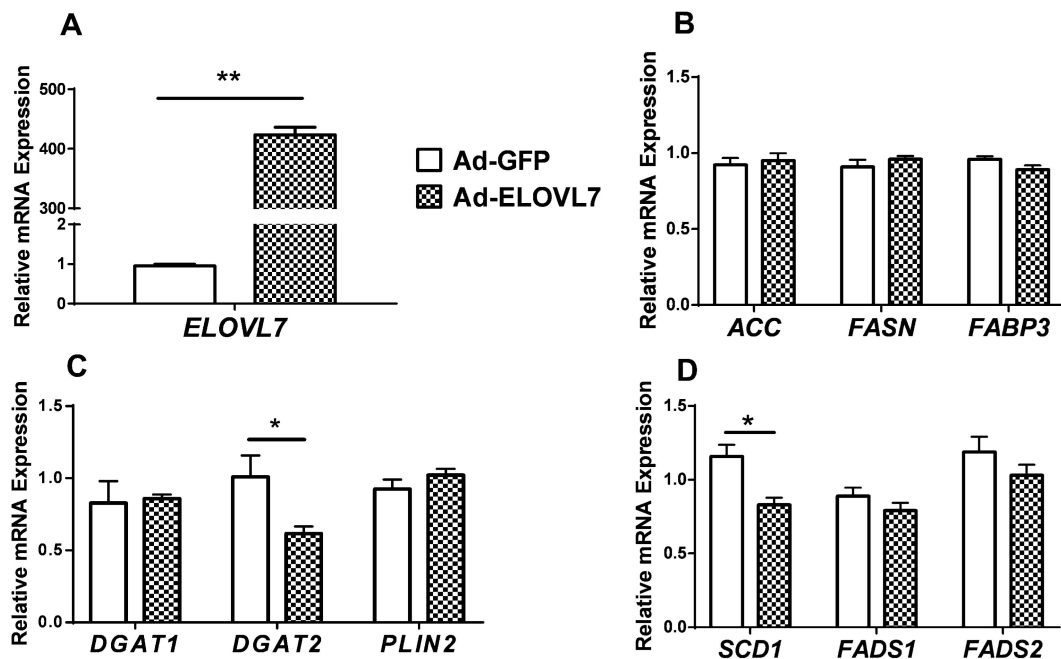 A
Relative mRNA Expression
500
400
300
2
1
0
**
ELOVL7
Ad-GFP
Ad-ELOVL7
B
Relative mRNA Expression
1.5
1.0
0.5
0.0
ACC FASN FABP3
C
Relative mRNA Expression
1.5
1.0
0.5
0.0
*
DGAT1 DGAT2 PLIN2
D
Relative mRNA Expression
1.5
1.0
0.5
0.0
*
SCD1 FADS1 FADS2